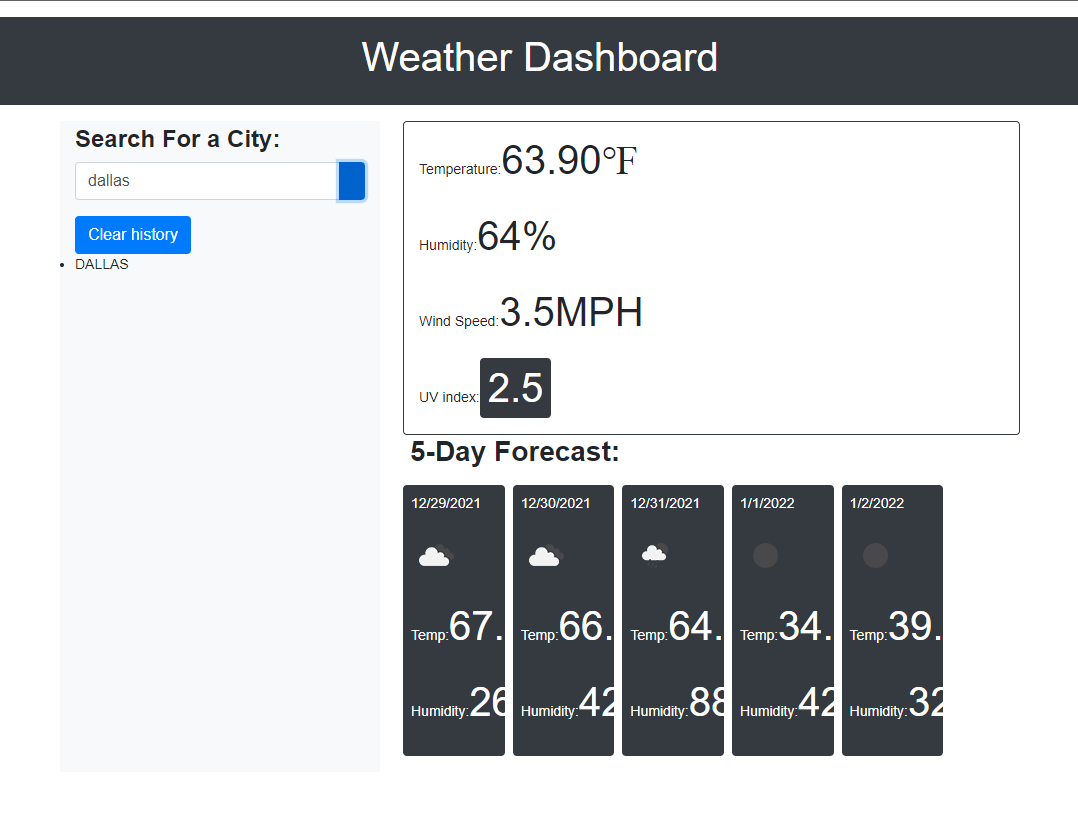 Weather Dashboard
Search For a City:
dallas
Clear history
DALLAS
Temperature:63.90℉
Humidity:64%
Wind Speed:3.5MPH
UV index:2.5
5-Day Forecast:
12/29/2021 12/30/2021 12/31/2021 1/1/2022 1/2/2022
Temp:67. Temp:66. Temp:64. Temp:34. Temp:39.
Humidity:26 Humidity:42 Humidity:88 Humidity:42 Humidity:32